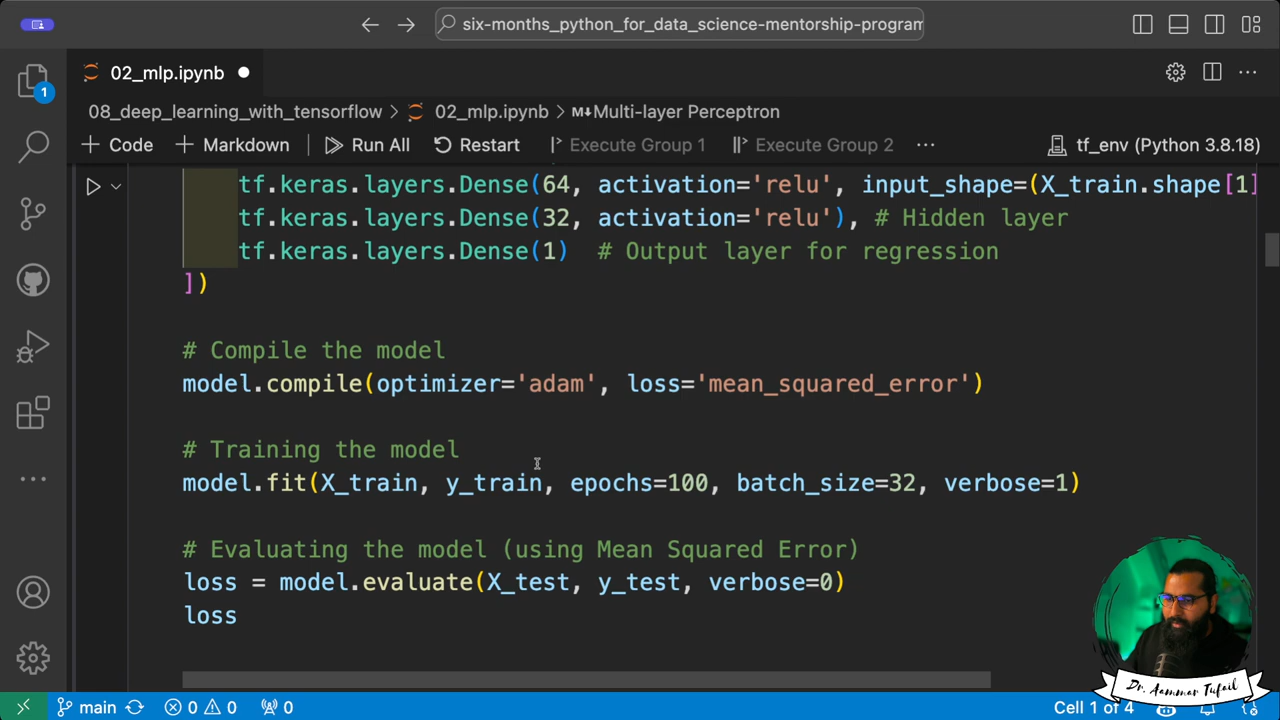 six-months_python_for_data_science-mentorship-program
02_mlp.ipynb
08_deep_learning_with_tensorflow > 02_mlp.ipynb > M↓Multi-layer Perceptron
1
+ Code + Markdown Run All Restart Execute Group 1 Execute Group 2 ··· tf_env (Python 3.8.18)
tf.keras.layers.Dense(64, activation='relu', input_shape=(X_train.shape[1]
tf.keras.layers.Dense(32, activation='relu'), # Hidden layer
tf.keras.layers.Dense(1) # Output layer for regression
])
# Compile the model
model.compile(optimizer='adam', loss='mean_squared_error')
# Training the model
model.fit(X_train, y_train, epochs=100, batch_size=32, verbose=1)
# Evaluating the model (using Mean Squared Error)
loss = model.evaluate(X_test, y_test, verbose=0)
loss
Dr. Aammar Tufail
main 0 0 0 Cell 1 of 4